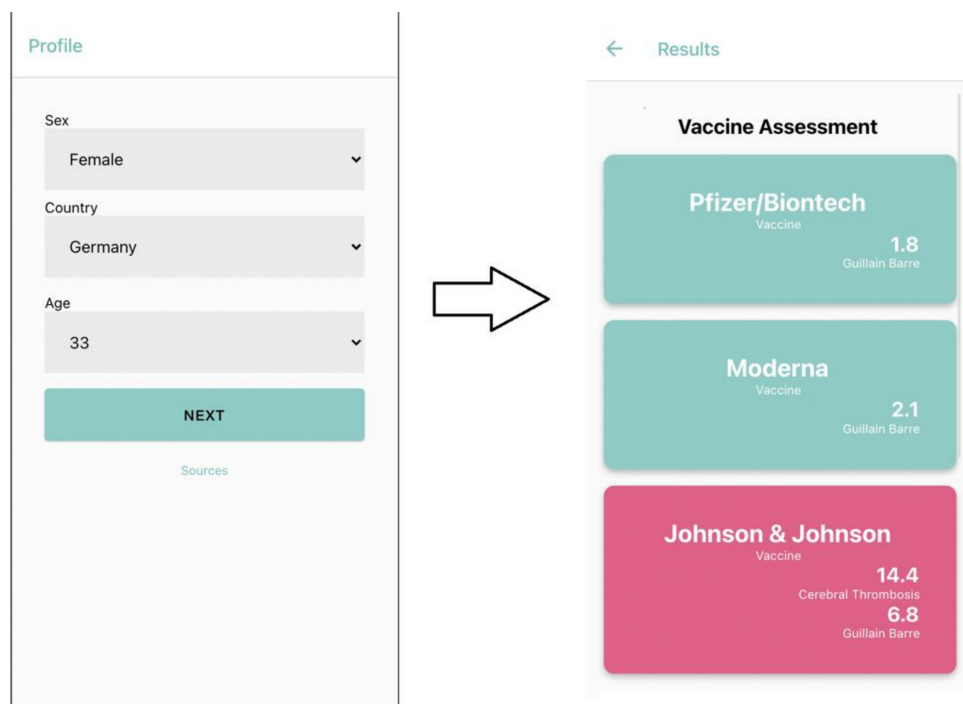 Profile
Sex
Female
Country
Germany
Age
33
NEXT
Sources
Results
Vaccine Assessment
Pfizer/Biontech
Vaccine
1.8
Guillain Barre
Moderna
Vaccine
2.1
Guillain Barre
Johnson & Johnson
Vaccine
14.4
Cerebral Thrombosis
6.8
Guillain Barre